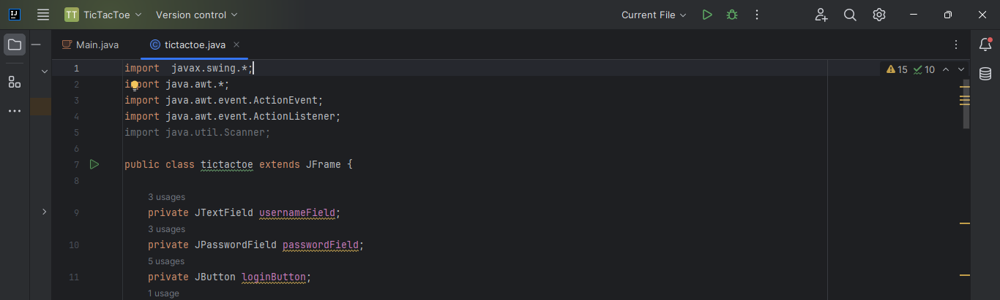 IJ
TT TicTacToe Version control Current File
Main.java tictactoe.java
1 import  javax.swing.*;
15 10
2 import java.awt.*;
3 import java.awt.event.ActionEvent;
4 import java.awt.event.ActionListener;
5 import java.util.Scanner;
6
7 public class tictactoe extends JFrame {
8
3 usages
9 private JTextField usernameField;
3 usages
10 private JPasswordField passwordField;
5 usages
11 private JButton loginButton;
1 usage